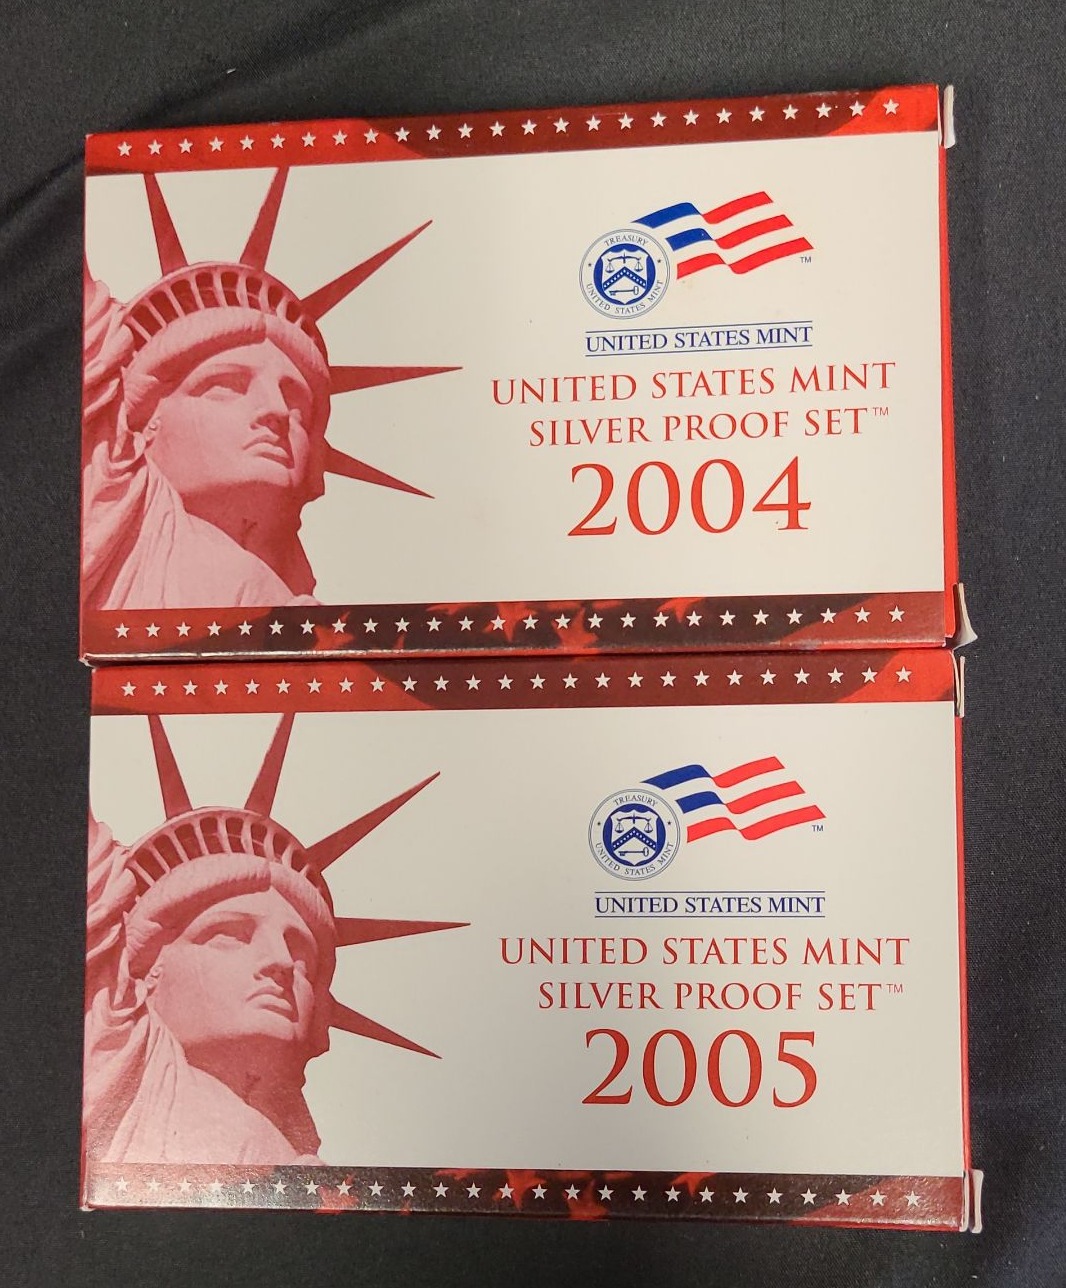 TREASURY
UNITED STATES MINT
TM
UNITED STATES MINT
UNITED STATES MINT
SILVER PROOF SET™
2004
TREASURY
UNITED STATES MINT
TM
UNITED STATES MINT
UNITED STATES MINT
SILVER PROOF SET™
2005